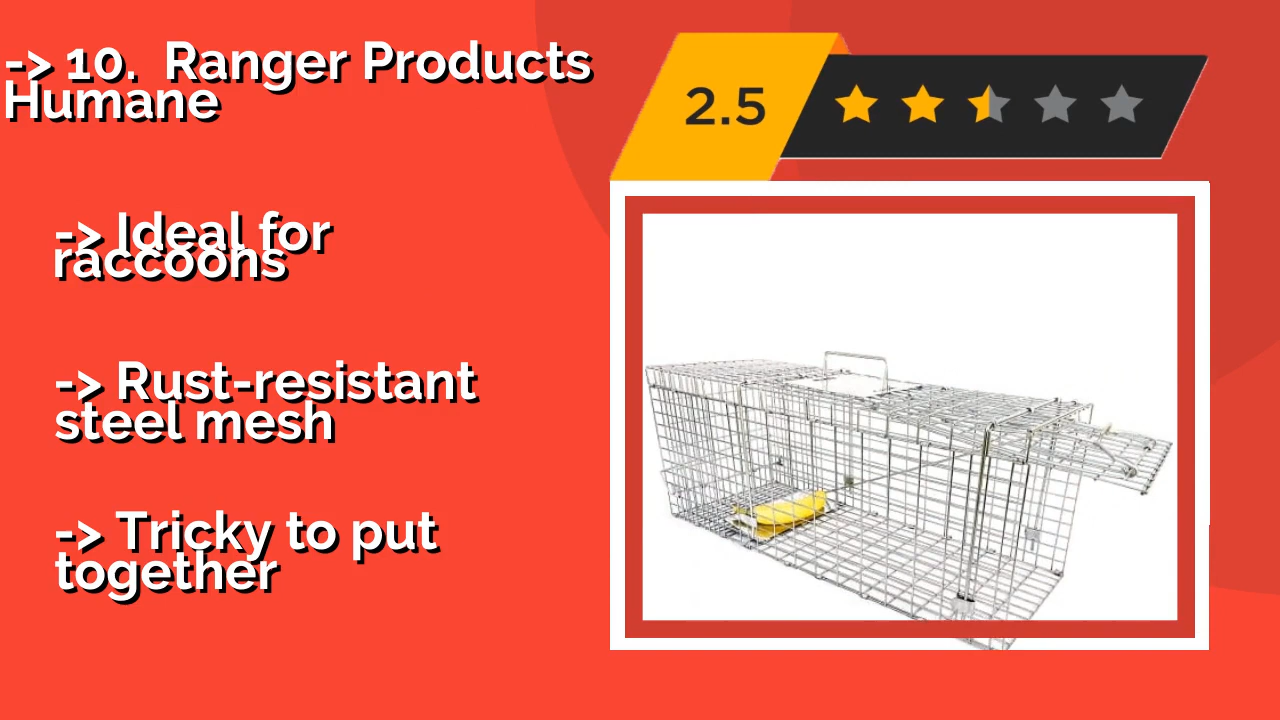 -> 10.  Ranger Products
Humane
2.5
-> Ideal for
raccoons
-> Rust-resistant
steel mesh
-> Tricky to put
together